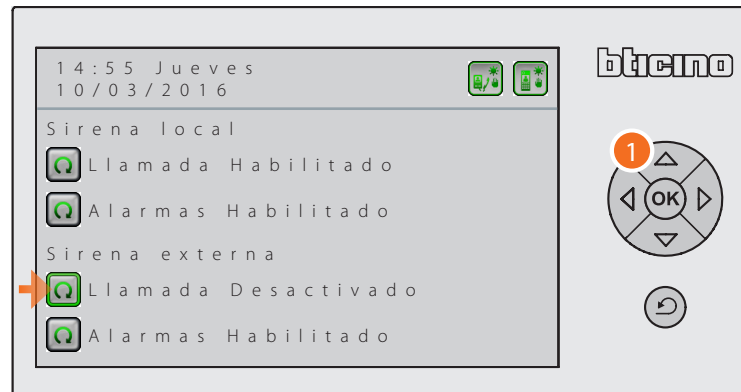 14:55 Jueves
10/03/2016
bticino
Sirena local
Llamada Habilitado
Alarmas Habilitado
Sirena externa
Llamada Desactivado
Alarmas Habilitado
1
OK